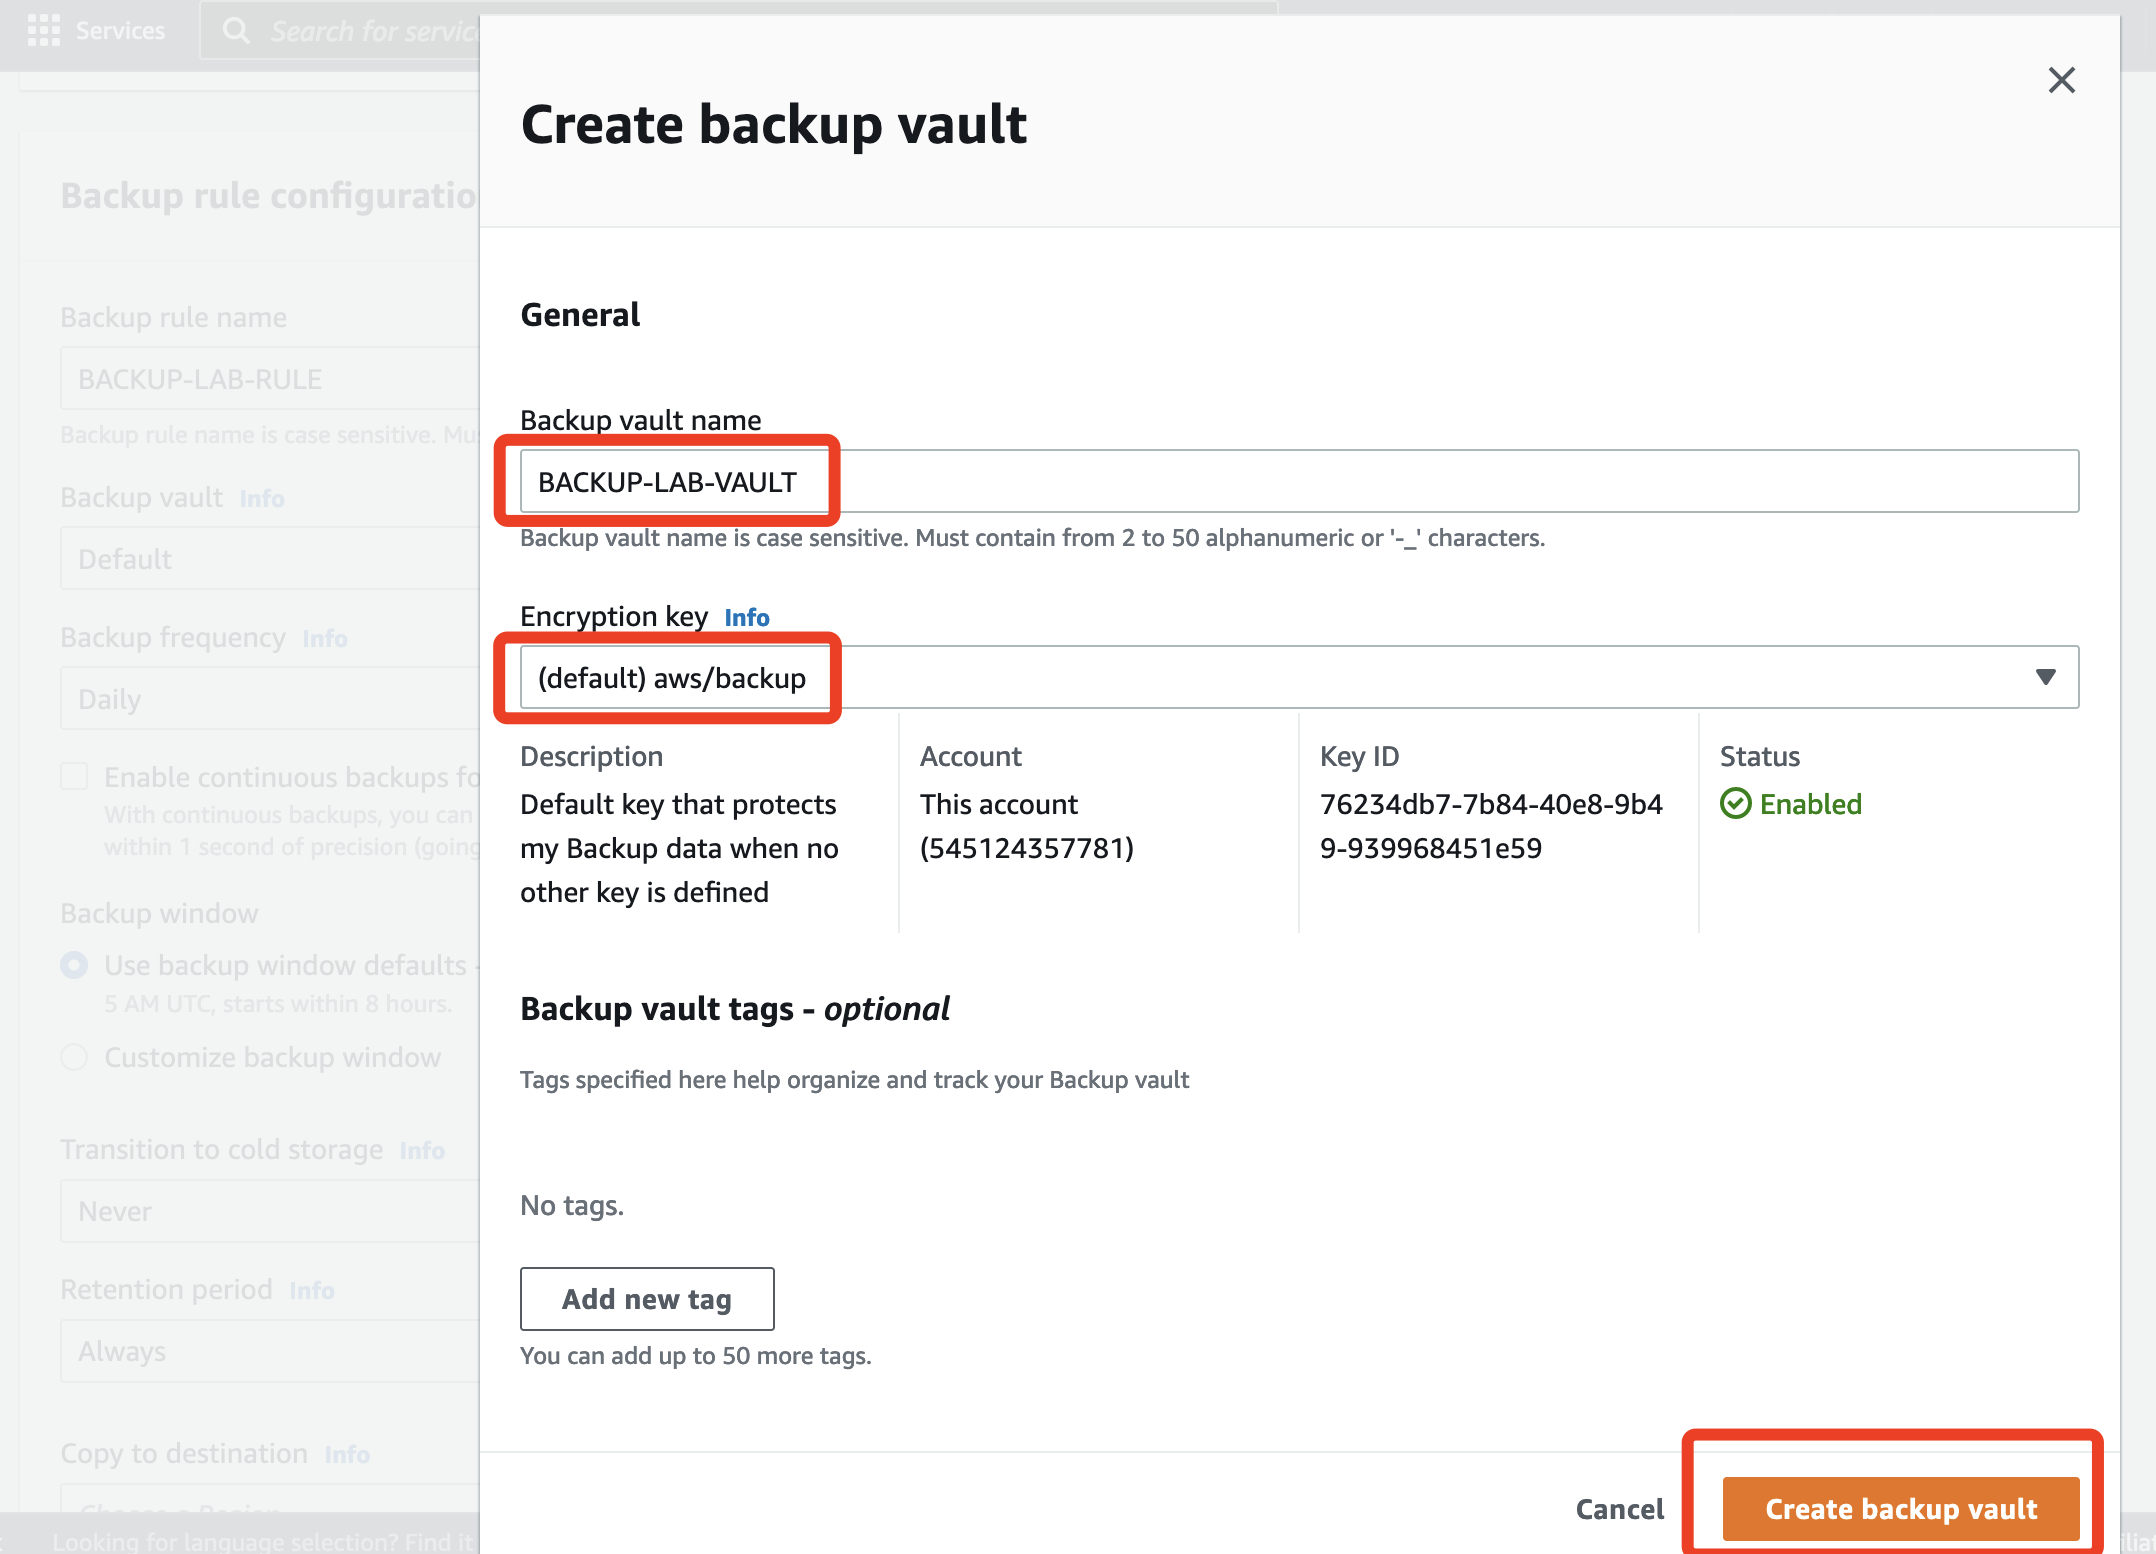 Services
Search for service
Create backup vault
Backup rule configuratio
General
Backup rule name
BACKUP-LAB-RULE
Backup rule name is case sensitive. Mus
Backup vault name
BACKUP-LAB-VAULT
Backup vault name is case sensitive. Must contain from 2 to 50 alphanumeric or '-_' characters.
Backup vault Info
Default
Encryption key Info
(default) aws/backup
Backup frequency Info
Daily
Description
Default key that protects
my Backup data when no
other key is defined
Account
This account
(545124357781)
Key ID
76234db7-7b84-40e8-9b4
9-939968451e59
Status
Enabled
Enable continuous backups fo
With continuous backups, you can
within 1 second of precision (going
Backup window
Use backup window defaults -
5 AM UTC, starts within 8 hours.
Customize backup window
Backup vault tags - optional
Tags specified here help organize and track your Backup vault
No tags.
Add new tag
You can add up to 50 more tags.
Transition to cold storage Info
Never
Retention period Info
Always
Copy to destination Info
Choose a Region
Cancel
Create backup vault
Looking for language selection? Find it